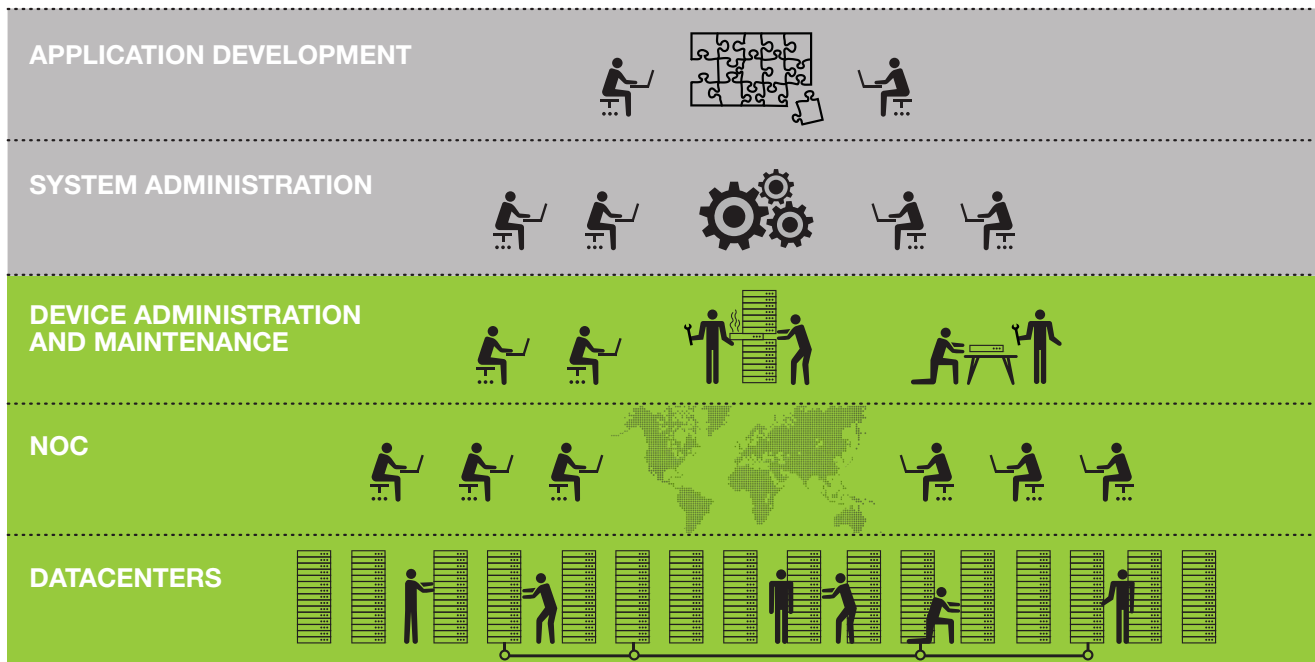 APPLICATION DEVELOPMENT
SYSTEM ADMINISTRATION
DEVICE ADMINISTRATION
AND MAINTENANCE
NOC
DATACENTERS